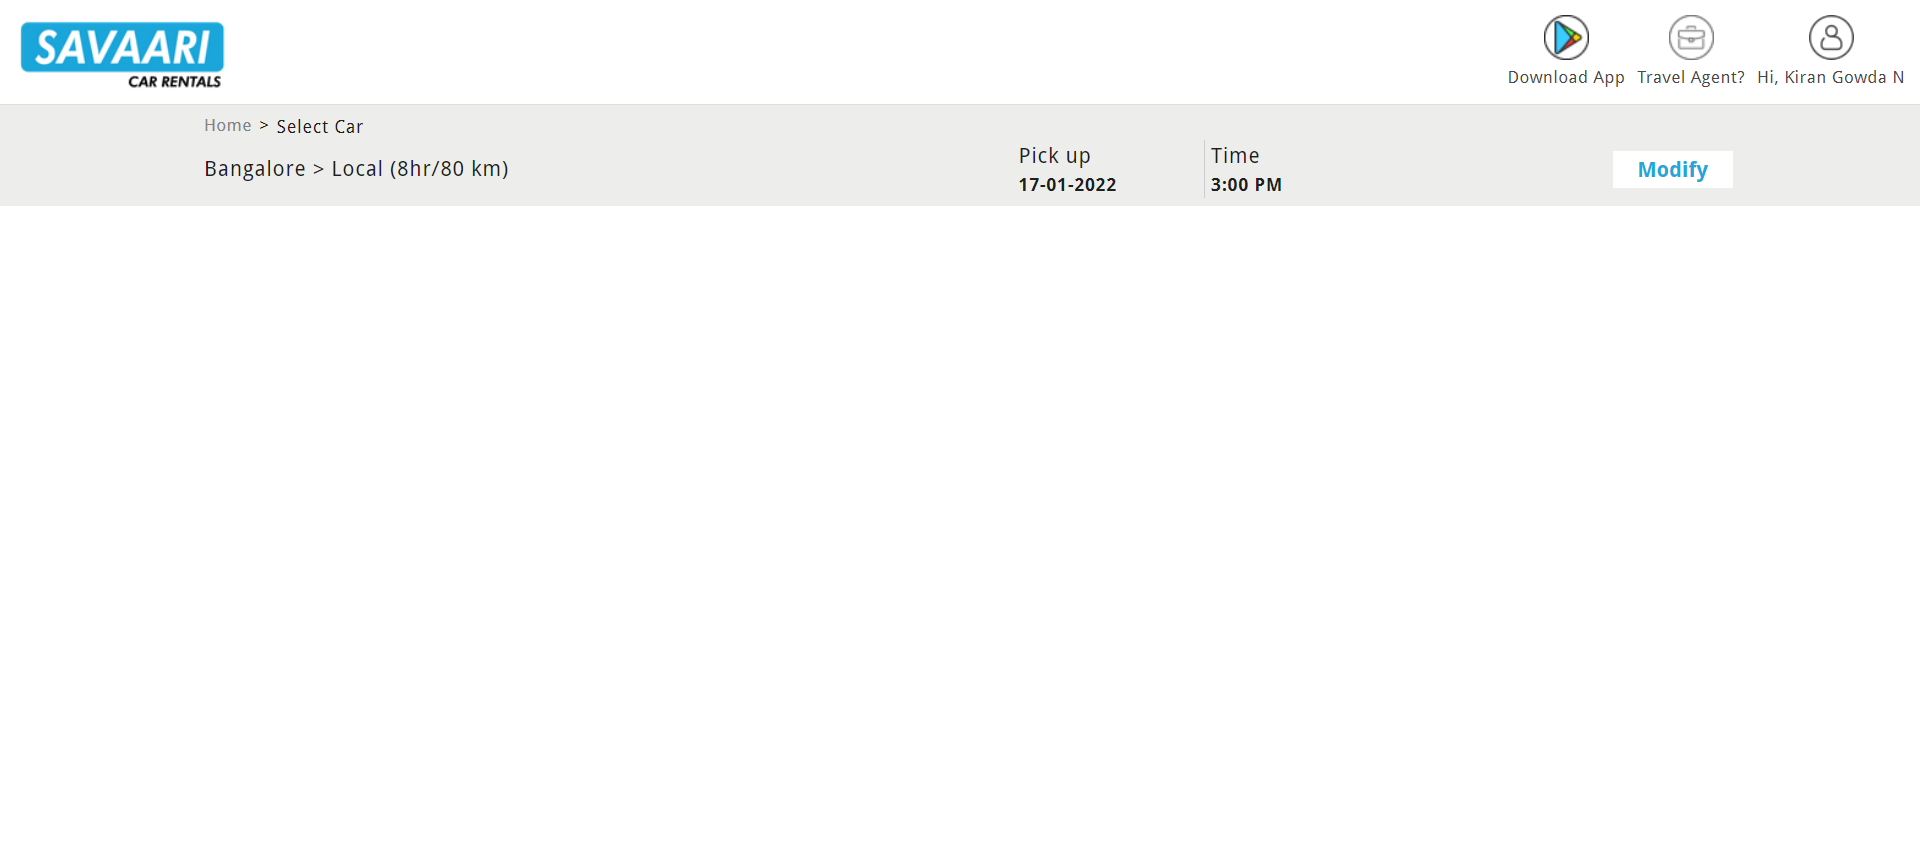 SAVAARI
CAR RENTALS
Download App
Travel Agent?
Hi, Kiran Gowda N
Home > Select Car
Bangalore > Local (8hr/80 km)
Pick up
17-01-2022
Time
3:00 PM
Modify